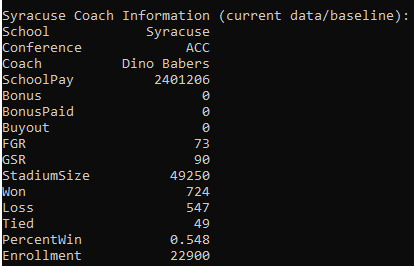 Syracuse Coach Information (current data/baseline):
School Syracuse
Conference ACC
Coach Dino Babers
SchoolPay 2401206
Bonus 0
BonusPaid 0
Buyout 0
FGR 73
GSR 90
StadiumSize 49250
Won 724
Loss 547
Tied 49
PercentWin 0.548
Enrollment 22900